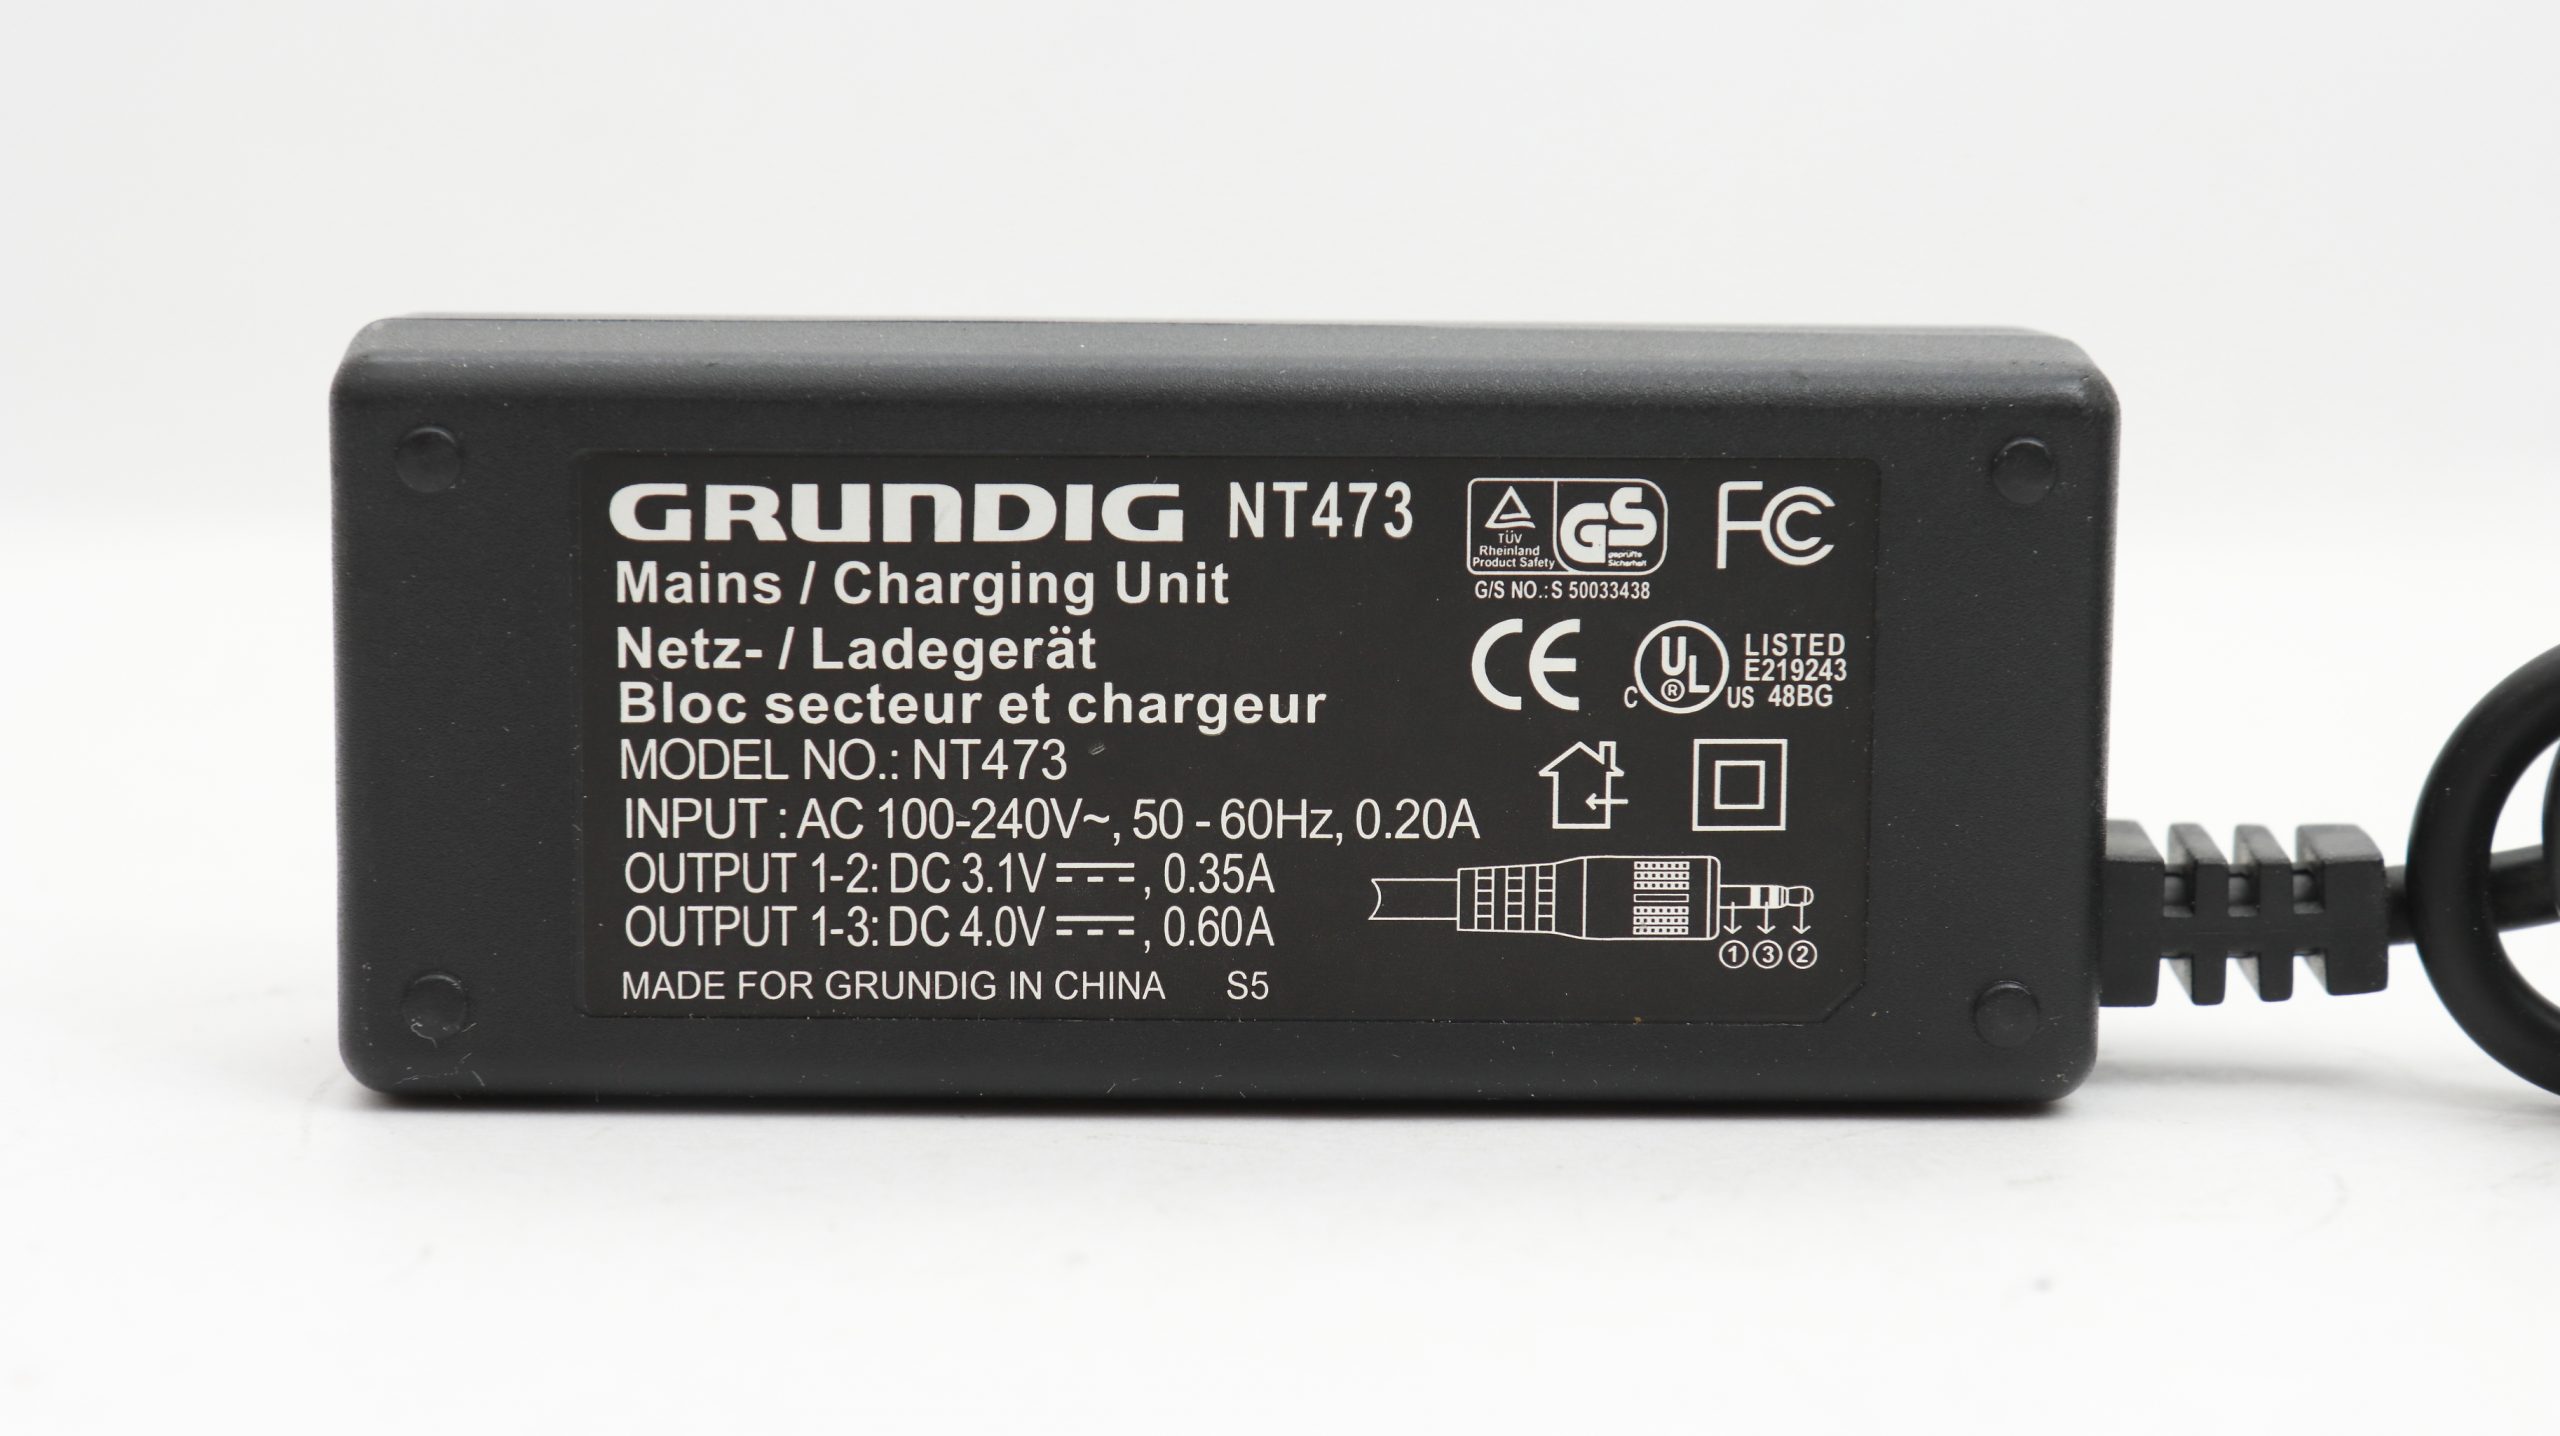 GRUNDIG NT473
Mains / Charging Unit
Netz- / Ladegerät
Bloc secteur et chargeur
MODEL NO.: NT473
INPUT : AC 100-240V~, 50 - 60Hz, 0.20A
OUTPUT 1-2: DC 3.1V ⎓, 0.35A
OUTPUT 1-3: DC 4.0V ⎓, 0.60A
MADE FOR GRUNDIG IN CHINA S5
TÜV
Rheinland
Product Safety
GS
geprüfte
Sicherheit
G/S NO.: S 50033438
FC
CE
C UL ® US
LISTED
E219243
48BG
① ③ ②